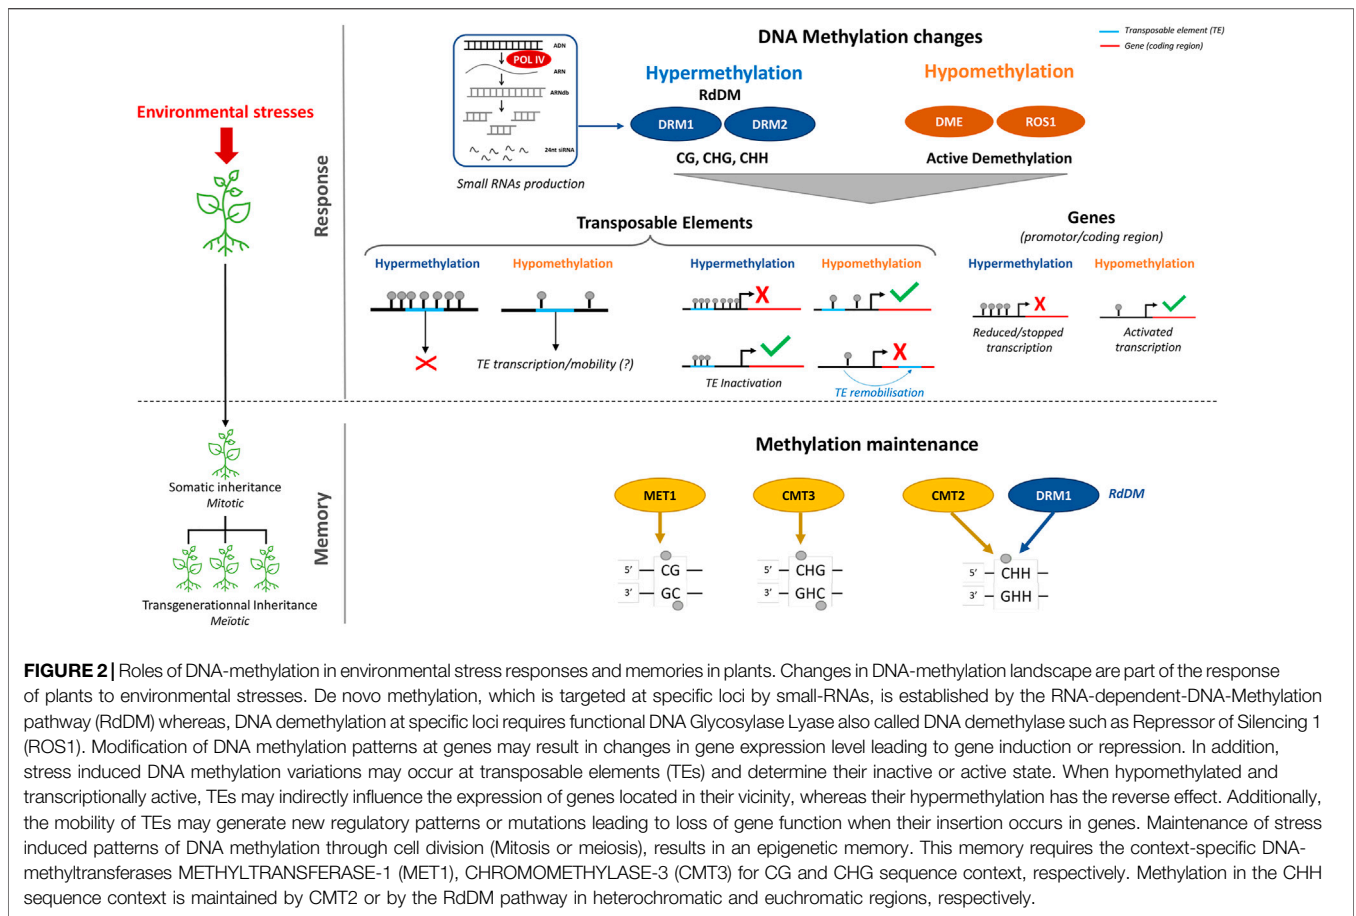 DNA Methylation changes
Transposable element (TE)
Gene (coding region)
ADN
POL IV
ARN
ARNdb
24nt siRNA
Small RNAs production
Hypermethylation
RdDM
DRM1
DRM2
CG, CHG, CHH
Hypomethylation
DME
ROS1
Active Demethylation
Environmental stresses
Response
Transposable Elements
Hypermethylation
Hypomethylation
TE transcription/mobility (?)
Hypermethylation
Hypomethylation
TE Inactivation
TE remobilisation
Genes
(promotor/coding region)
Hypermethylation
Hypomethylation
Reduced/stopped
transcription
Activated
transcription
Memory
Somatic inheritance
Mitotic
Transgenerationnal Inheritance
Meïotic
Methylation maintenance
MET1
CMT3
CMT2
DRM1
RdDM
5' CG
3' GC
5' CHG
3' GHC
5' CHH
3' GHH
FIGURE 2 | Roles of DNA-methylation in environmental stress responses and memories in plants. Changes in DNA-methylation landscape are part of the response
of plants to environmental stresses. De novo methylation, which is targeted at specific loci by small-RNAs, is established by the RNA-dependent-DNA-Methylation
pathway (RdDM) whereas, DNA demethylation at specific loci requires functional DNA Glycosylase Lyase also called DNA demethylase such as Repressor of Silencing 1
(ROS1). Modification of DNA methylation patterns at genes may result in changes in gene expression level leading to gene induction or repression. In addition,
stress induced DNA methylation variations may occur at transposable elements (TEs) and determine their inactive or active state. When hypomethylated and
transcriptionally active, TEs may indirectly influence the expression of genes located in their vicinity, whereas their hypermethylation has the reverse effect. Additionally,
the mobility of TEs may generate new regulatory patterns or mutations leading to loss of gene function when their insertion occurs in genes. Maintenance of stress
induced patterns of DNA methylation through cell division (Mitosis or meiosis), results in an epigenetic memory. This memory requires the context-specific DNA-
methyltransferases METHYLTRANSFERASE-1 (MET1), CHROMOMETHYLASE-3 (CMT3) for CG and CHG sequence context, respectively. Methylation in the CHH
sequence context is maintained by CMT2 or by the RdDM pathway in heterochromatic and euchromatic regions, respectively.